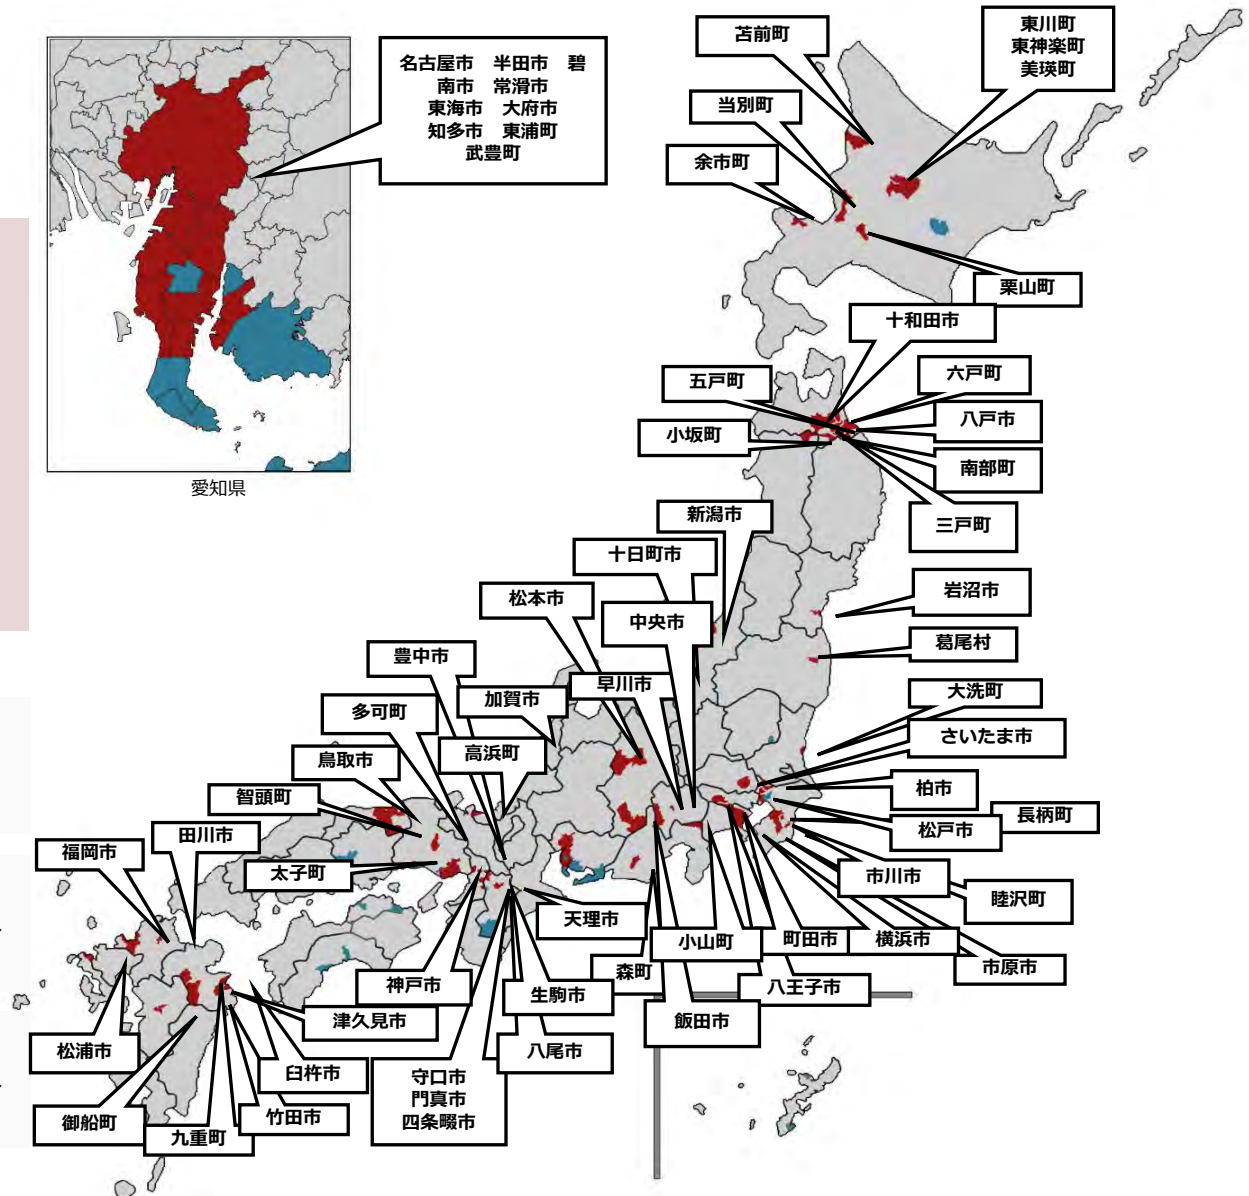 名古屋市　半田市　碧
南市　常滑市
東海市　大府市
知多市　東浦町
武豊町
愛知県
苫前町
東川町
東神楽町
美瑛町
当別町
余市町
栗山町
十和田市
五戸町
六戸町
小坂町
八戸市
南部町
三戸町
新潟市
十日町市
松本市
中央市
岩沼市
葛尾村
豊中市
加賀市
早川市
大洗町
多可町
高浜町
さいたま市
鳥取市
智頭町
柏市
長柄町
松戸市
田川市
福岡市
太子町
市川市
睦沢町
天理市
小山町
町田市
横浜市
市原市
森町
神戸市
生駒市
八王子市
津久見市
飯田市
松浦市
八尾市
臼杵市
守口市
門真市
四条畷市
御船町
竹田市
九重町